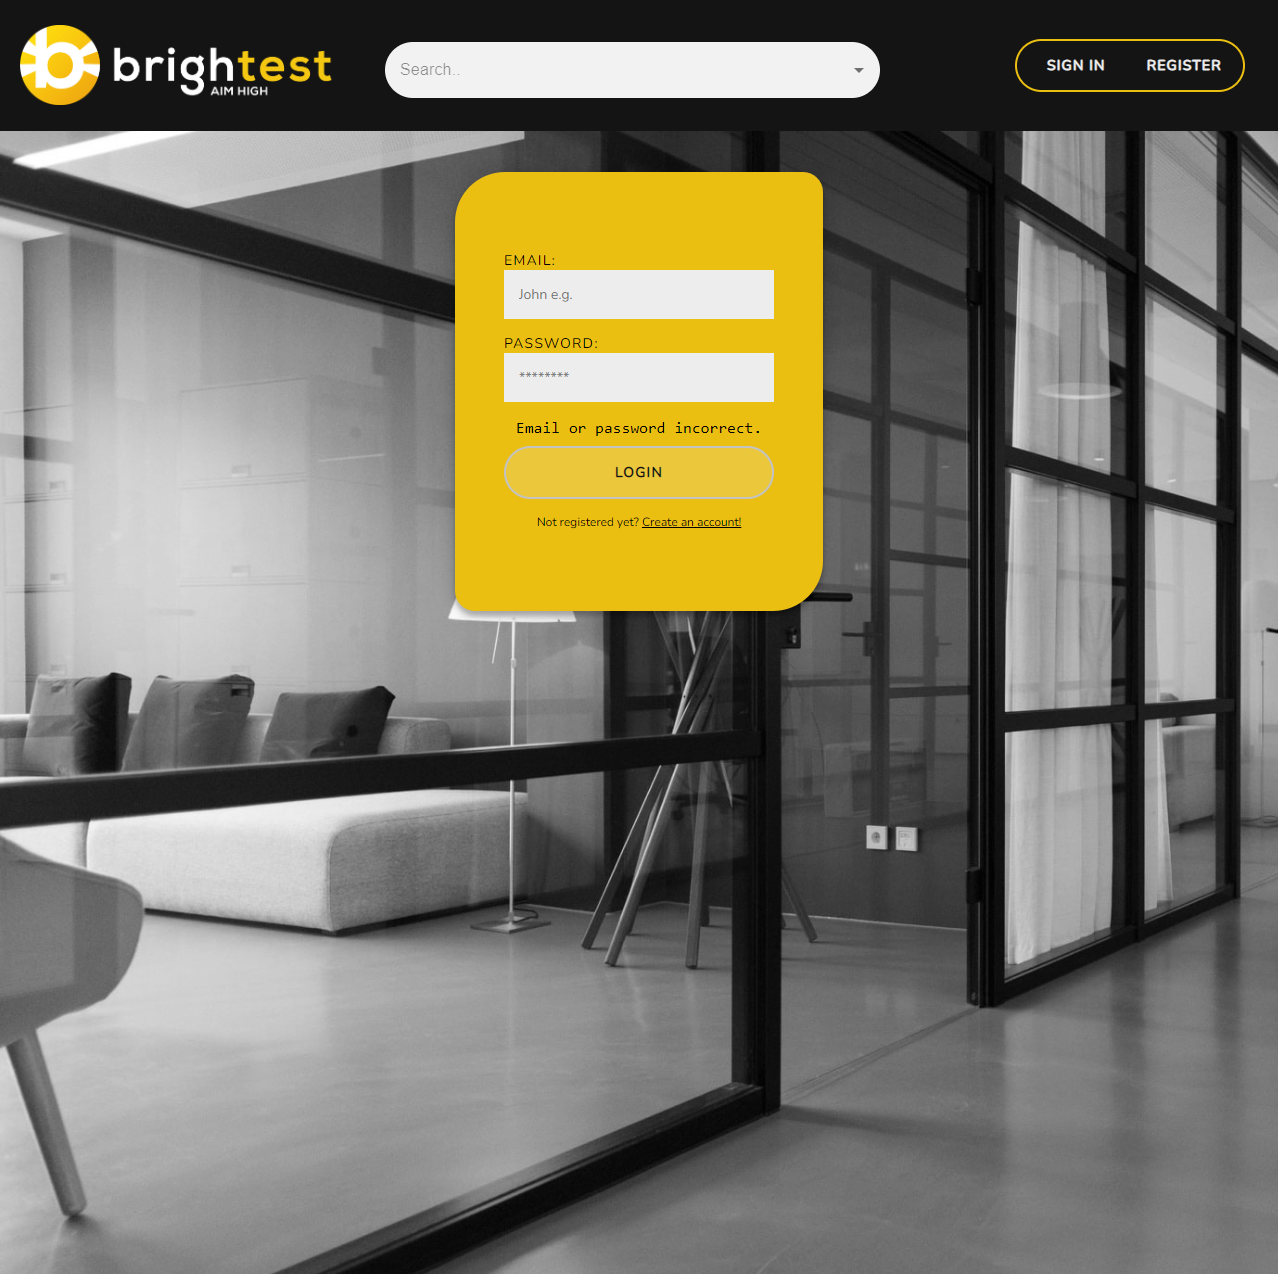 brightest
AIM HIGH
Search..
SIGN IN
REGISTER
EMAIL:
John e.g.
PASSWORD:
********
Email or password incorrect.
LOGIN
Not registered yet? Create an account!